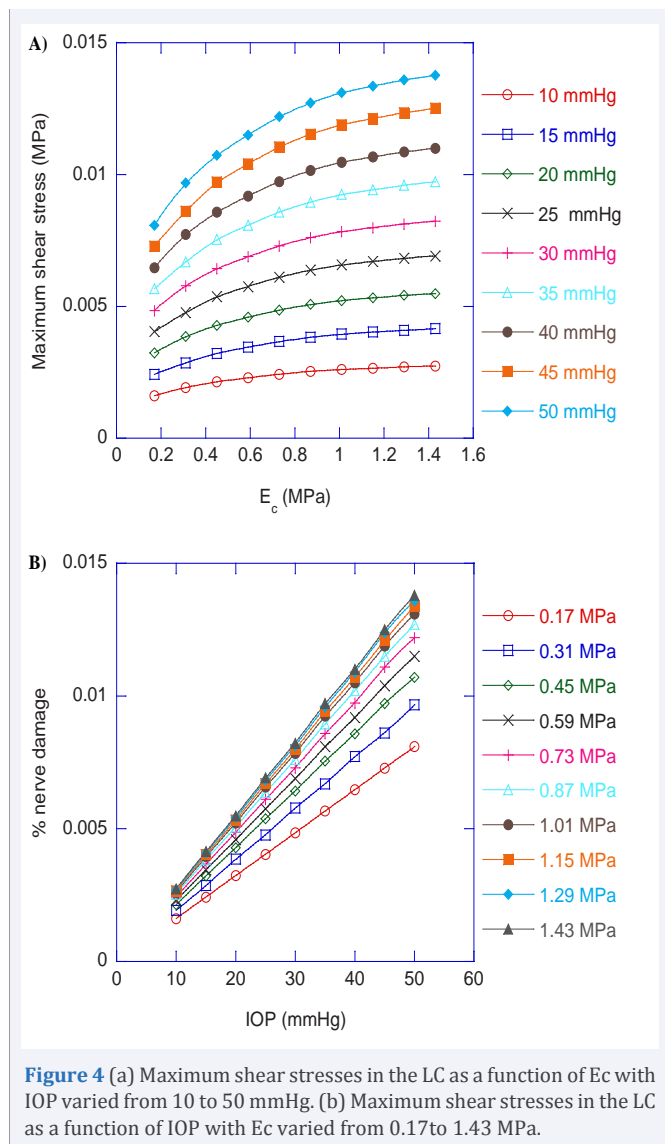 A)
0.015
0.01
0.005
0
Maximum shear stress (MPa)
0 0.2 0.4 0.6 0.8 1 1.2 1.4 1.6
E_c (MPa)
10 mmHg
15 mmHg
20 mmHg
25 mmHg
30 mmHg
35 mmHg
40 mmHg
45 mmHg
50 mmHg
B)
0.015
0.01
0.005
0
% nerve damage
0 10 20 30 40 50 60
IOP (mmHg)
0.17 MPa
0.31 MPa
0.45 MPa
0.59 MPa
0.73 MPa
0.87 MPa
1.01 MPa
1.15 MPa
1.29 MPa
1.43 MPa
Figure 4 (a) Maximum shear stresses in the LC as a function of Ec with
IOP varied from 10 to 50 mmHg. (b) Maximum shear stresses in the LC
as a function of IOP with Ec varied from 0.17to 1.43 MPa.